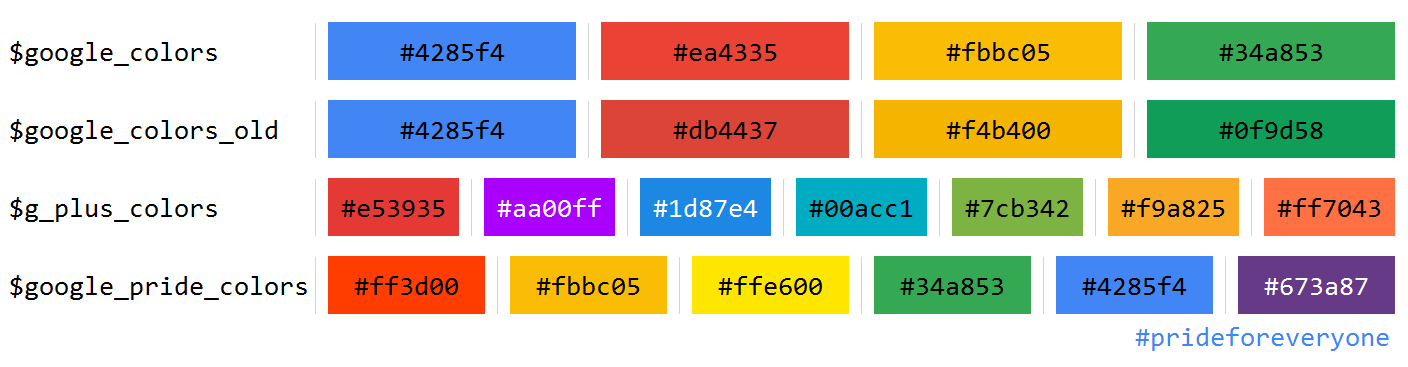 $google_colors #4285f4 #ea4335 #fbbc05 #34a853
$google_colors_old #4285f4 #db4437 #f4b400 #0f9d58
$g_plus_colors #e53935 #aa00ff #1d87e4 #00acc1 #7cb342 #f9a825 #ff7043
$google_pride_colors #ff3d00 #fbbc05 #ffe600 #34a853 #4285f4 #673a87
#prideforeveryone